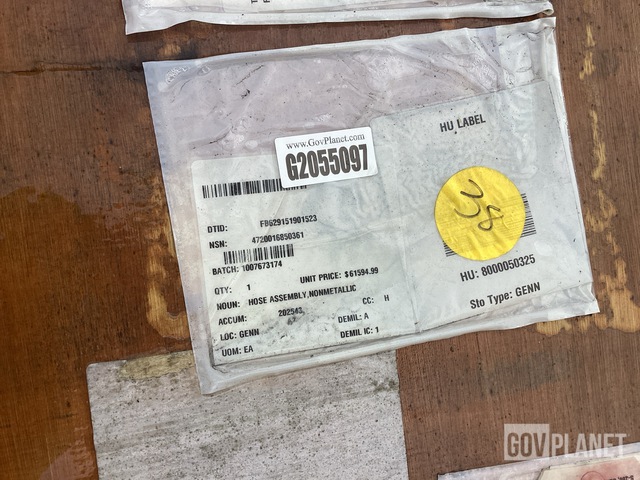 www.GovPlanet.com
G2055097
HU LABEL
DTID: FB629151901523
NSN: 4720016850361
BATCH: 1007673174
QTY: 1 UNIT PRICE: $61594.99
NOUN: HOSE ASSEMBLY,NONMETALLIC
ACCUM: 202543, CC: H
LOC: GENN DEMIL: A
UOM: EA DEMIL IC: 1
38
HU: 8000050325
Sto Type: GENN
GOVPLANET